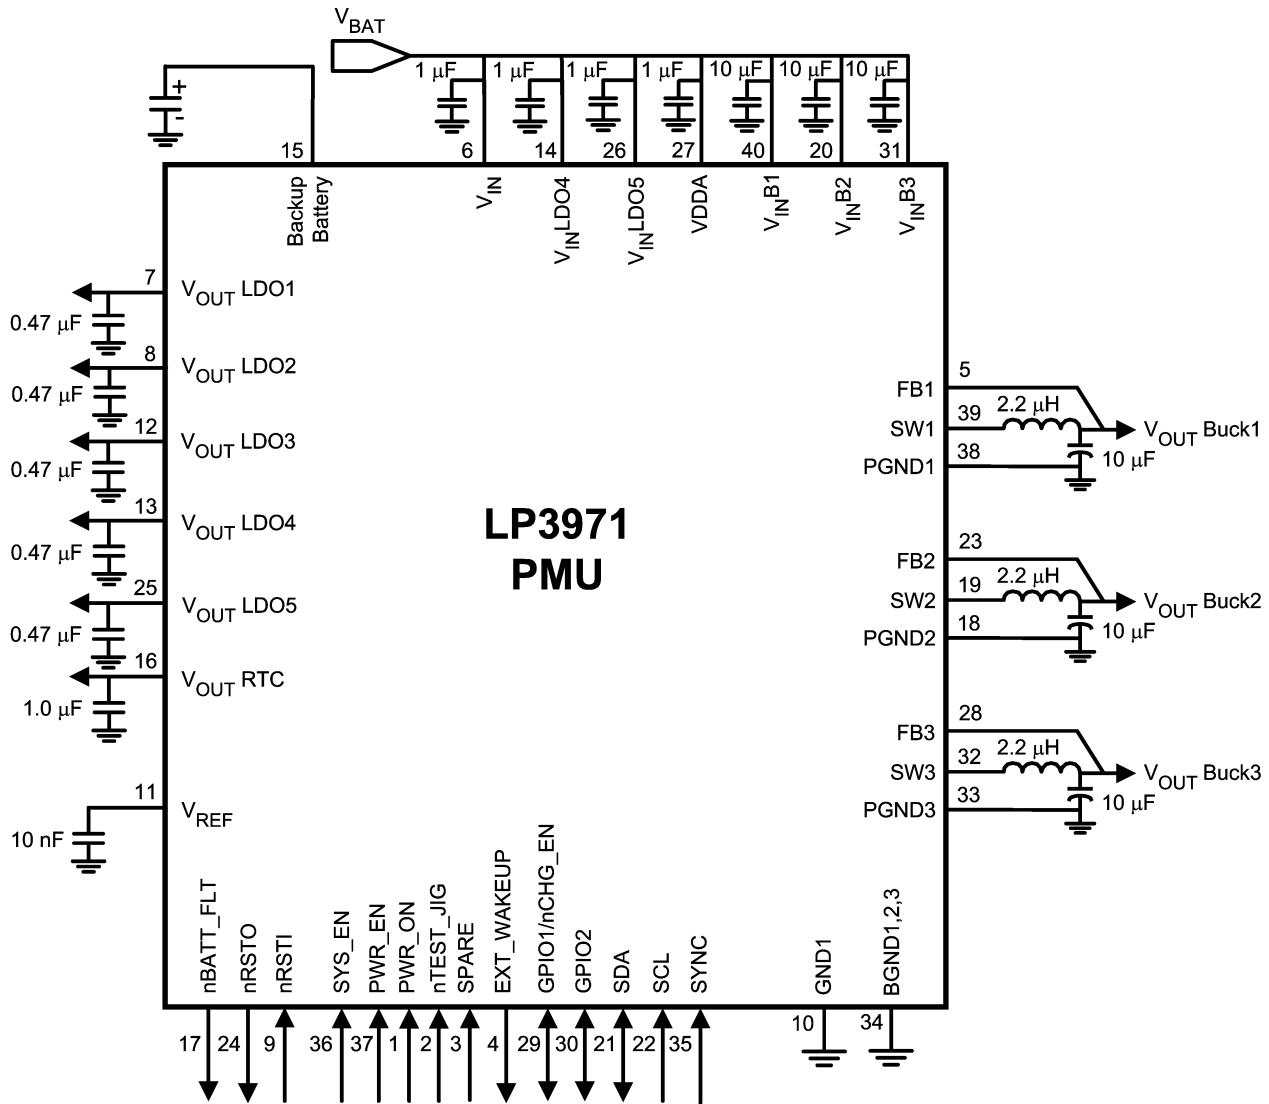 VBAT
1 μF 1 μF 1 μF 1 μF 10 μF 10 μF 10 μF
+
-
15 6 14 26 27 40 20 31
Backup
Battery
VIN
VINLDO4
VINLDO5
VDDA
VINB1
VINB2
VINB3
7
VOUT LDO1
0.47 μF
8
VOUT LDO2
0.47 μF
12
VOUT LDO3
0.47 μF
13
VOUT LDO4
0.47 μF
25
VOUT LDO5
0.47 μF
16
VOUT RTC
1.0 μF
11
VREF
10 nF
LP3971
PMU
5
FB1
39
2.2 μH
SW1
VOUT Buck1
38
PGND1
10 μF
23
FB2
19
2.2 μH
SW2
VOUT Buck2
18
PGND2
10 μF
28
FB3
32
2.2 μH
SW3
VOUT Buck3
33
PGND3
10 μF
nBATT_FLT
nRSTO
nRSTI
SYS_EN
PWR_EN
PWR_ON
nTEST_JIG
SPARE
EXT_WAKEUP
GPIO1/nCHG_EN
GPIO2
SDA
SCL
SYNC
GND1
BGND1,2,3
17 24 9 36 37 1 2 3 4 29 30 21 22 35 10 34